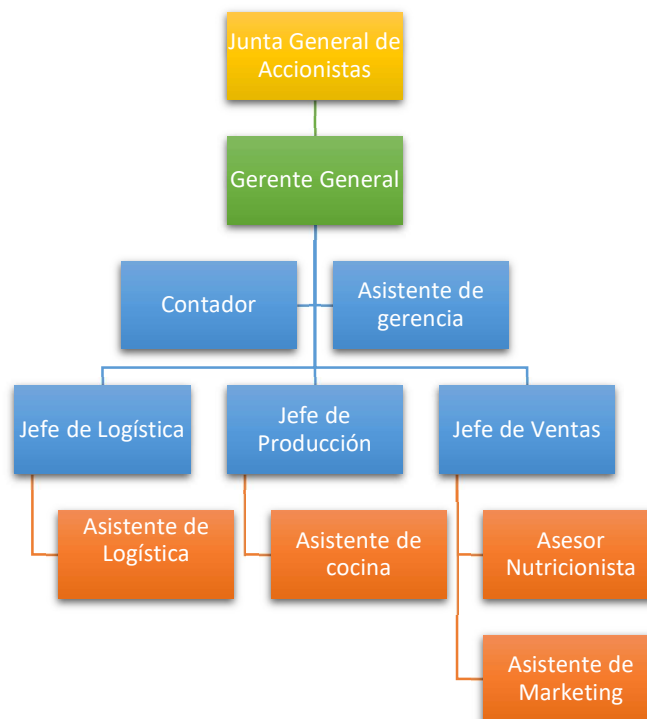 Junta General de
Accionistas
Gerente General
Contador
Asistente de
gerencia
Jefe de Logística
Jefe de
Producción
Jefe de Ventas
Asistente de
Logística
Asistente de
cocina
Asesor
Nutricionista
Asistente de
Marketing